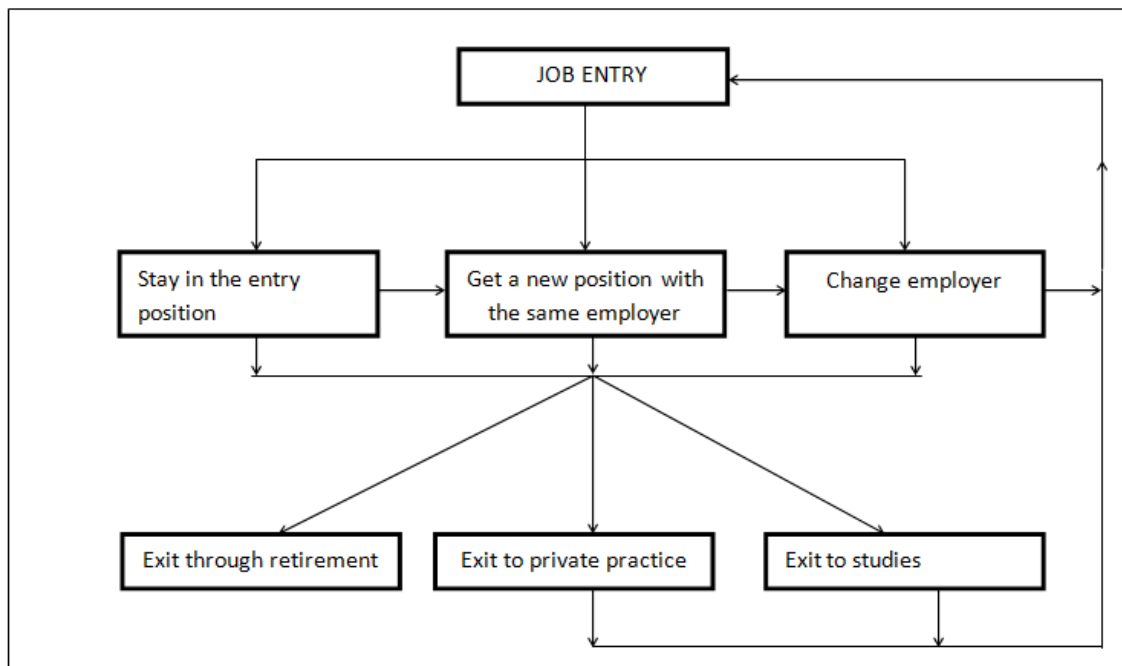 JOB ENTRY
Stay in the entry
position
Get a new position with
the same employer
Change employer
Exit through retirement
Exit to private practice
Exit to studies